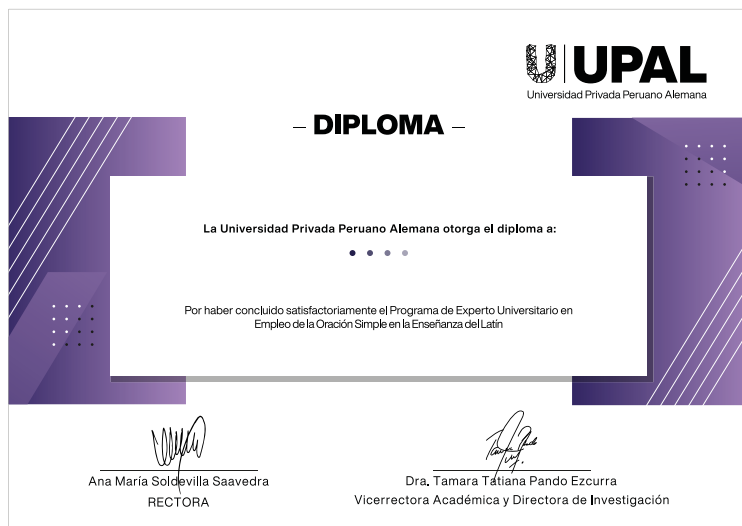 UPAL
Universidad Privada Peruano Alemana
– DIPLOMA –
La Universidad Privada Peruano Alemana otorga el diploma a:
Por haber concluido satisfactoriamente el Programa de Experto Universitario en
Empleo de la Oración Simple en la Enseñanza del Latín
Ana María Soldevilla Saavedra
RECTORA
Dra. Tamara Tatiana Pando Ezcurra
Vicerrectora Académica y Directora de Investigación